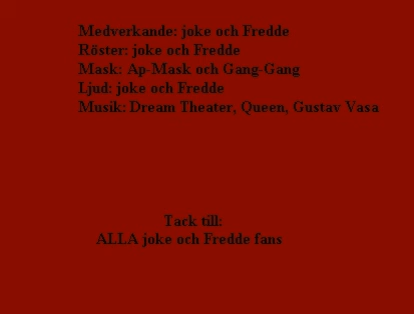 Medverkande: joke och Fredde
Röster: joke och Fredde
Mask: Ap-Mask och Gang-Gang
Ljud: joke och Fredde
Musik: Dream Theater, Queen, Gustav Vasa
Tack till:
ALLA joke och Fredde fans